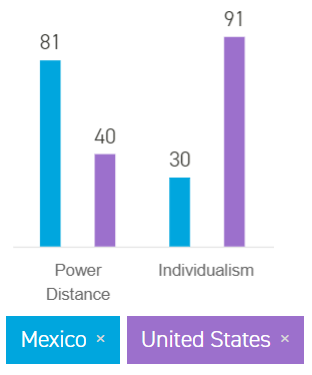 91
81
40
30
Power
Distance
Individualism
Mexico ×
United States ×